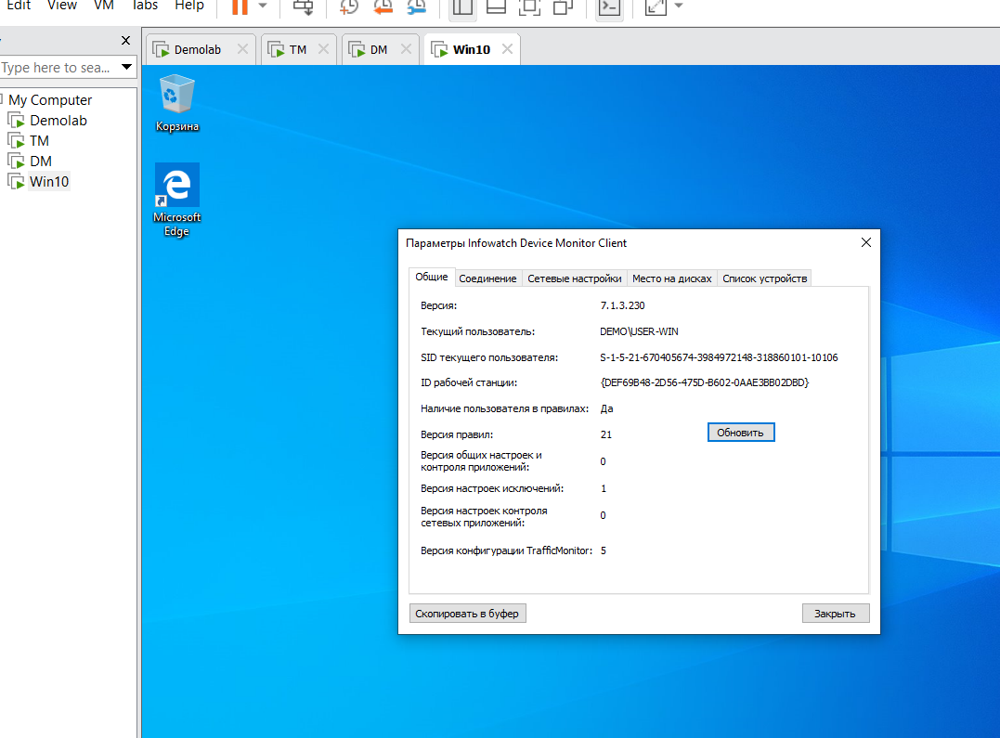 Edit View VM Tabs Help
Demolab TM DM Win10
Type here to sea...
My Computer
Demolab
TM
DM
Win10
Корзина
Microsoft
Edge
Параметры Infowatch Device Monitor Client
Общие Соединение Сетевые настройки Место на дисках Список устройств
Версия: 7.1.3.230
Текущий пользователь: DEMO\USER-WIN
SID текущего пользователя: S-1-5-21-670405674-3984972148-318860101-10106
ID рабочей станции: {DEF69B48-2D56-475D-B602-0AAE3BB02DBD}
Наличие пользователя в правилах: Да
Версия правил: 21 Обновить
Версия общих настроек и
контроля приложений: 0
Версия настроек исключений: 1
Версия настроек контроля
сетевых приложений: 0
Версия конфигурации TrafficMonitor: 5
Скопировать в буфер Закрыть